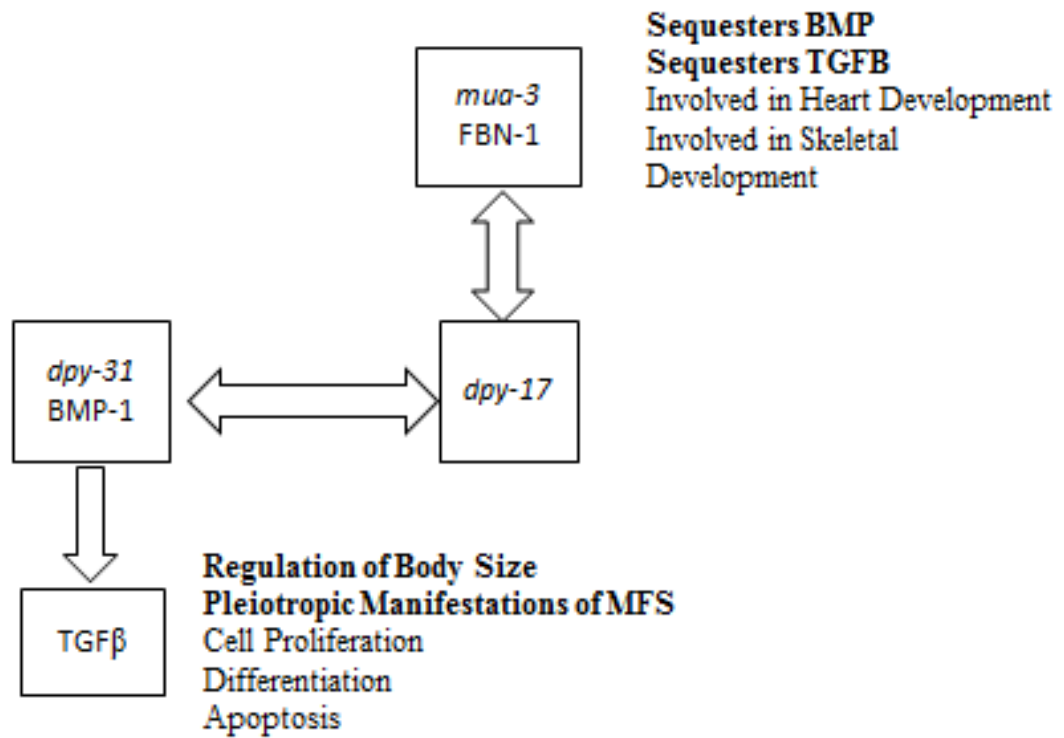 Sequesters BMP
Sequesters TGFB
Involved in Heart Development
Involved in Skeletal
Development
mua-3
FBN-1
dpy-31
BMP-1
dpy-17
TGFβ
Regulation of Body Size
Pleiotropic Manifestations of MFS
Cell Proliferation
Differentiation
Apoptosis